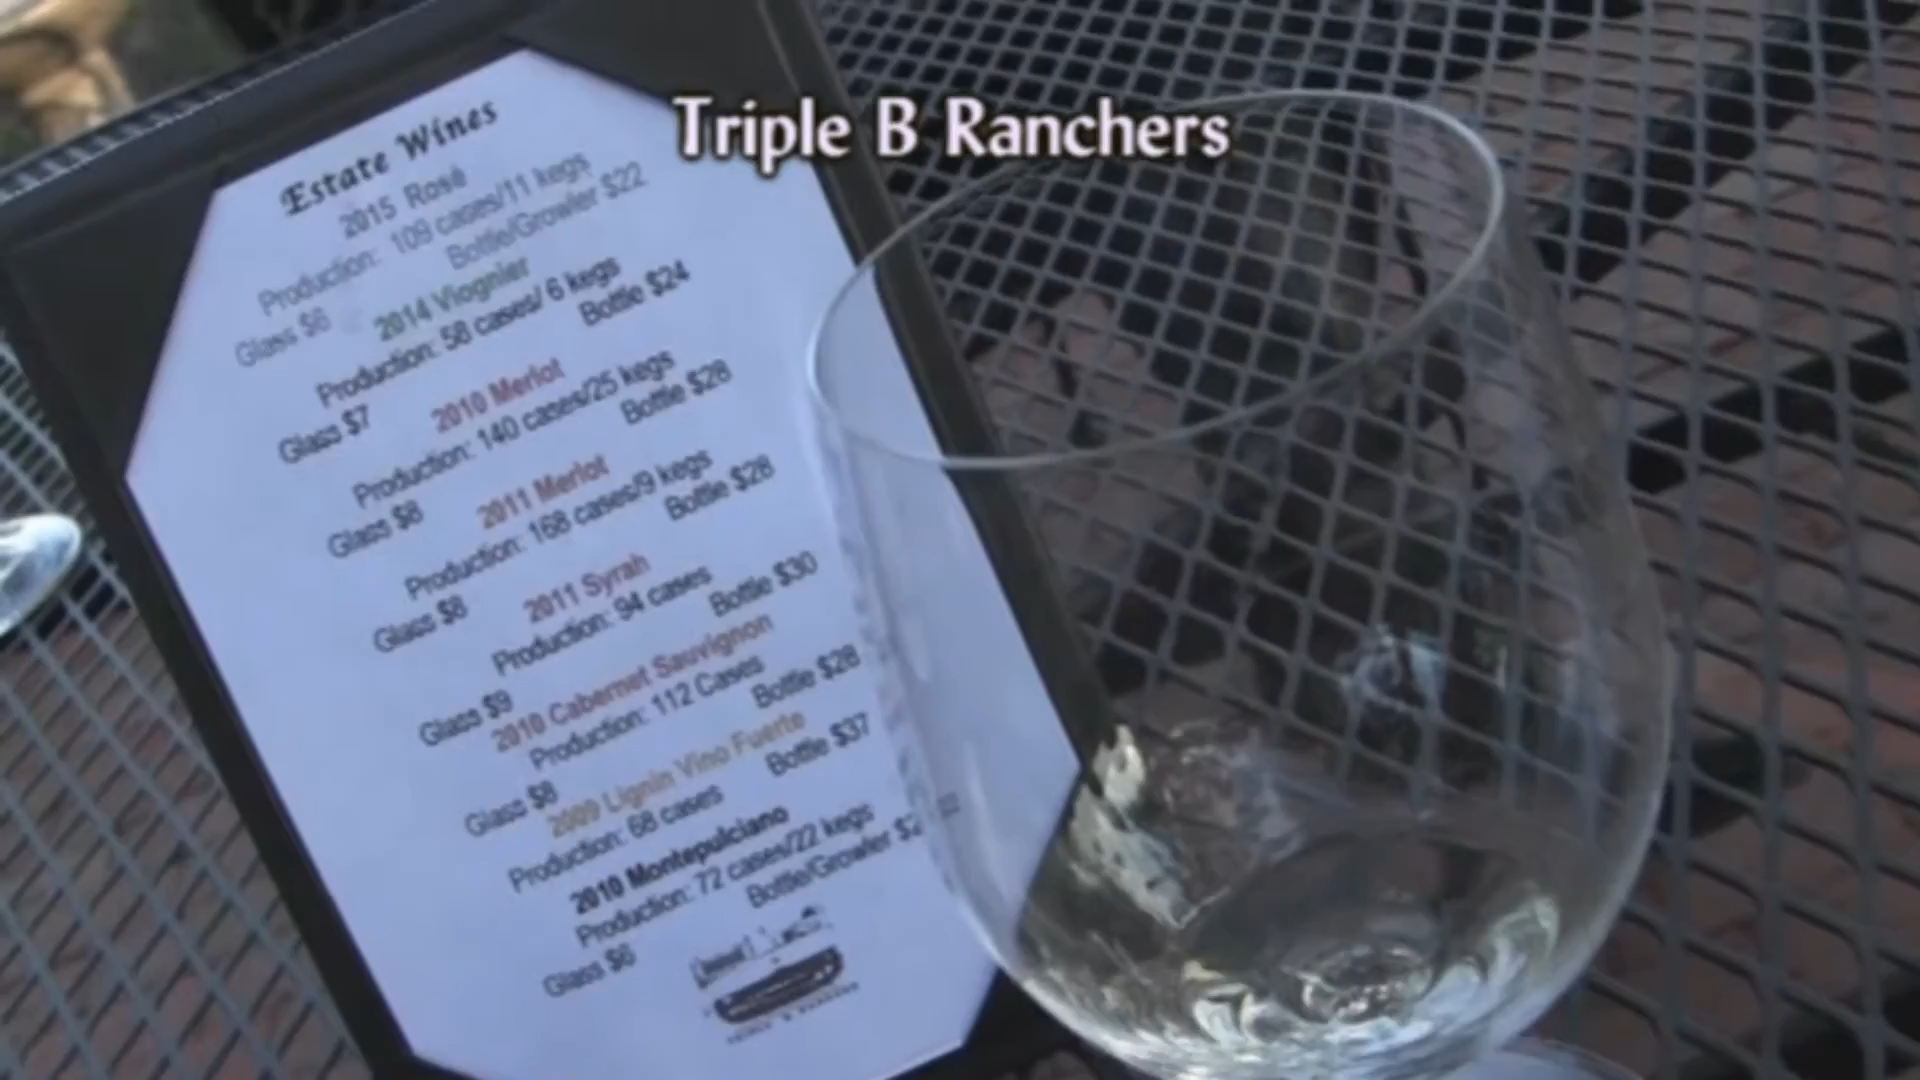 Triple B Ranchers
Estate Wines
2015 Rosé
Production: 109 cases/11 kegs
Glass $6 Bottle/Growler $22
2014 Viognier
Production: 58 cases/ 6 kegs
Glass $7 Bottle $24
2010 Merlot
Production: 140 cases/25 kegs
Glass $8 Bottle $28
2011 Merlot
Production: 168 cases/9 kegs
Glass $8 Bottle $28
2011 Syrah
Production: 94 cases
Glass $9 Bottle $30
2010 Cabernet Sauvignon
Production: 112 Cases
Glass $8 Bottle $28
2009 Lignin Vino Fuerte
Production: 68 cases Bottle $37
2010 Montepulciano
Production: 72 cases/22 kegs
Glass $6 Bottle/Growler